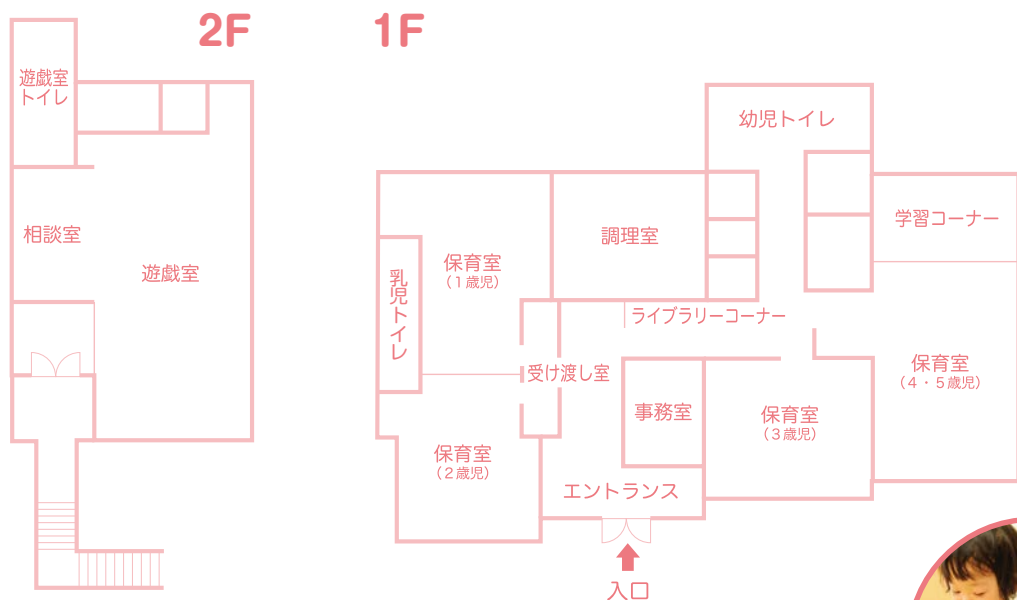 2F
遊戯室
トイレ
相談室
遊戯室
1F
幼児トイレ
学習コーナー
調理室
保育室
（１歳児）
乳児トイレ
ライブラリーコーナー
受け渡し室
保育室
（４・５歳児）
事務室
保育室
（３歳児）
保育室
（２歳児）
エントランス
入口